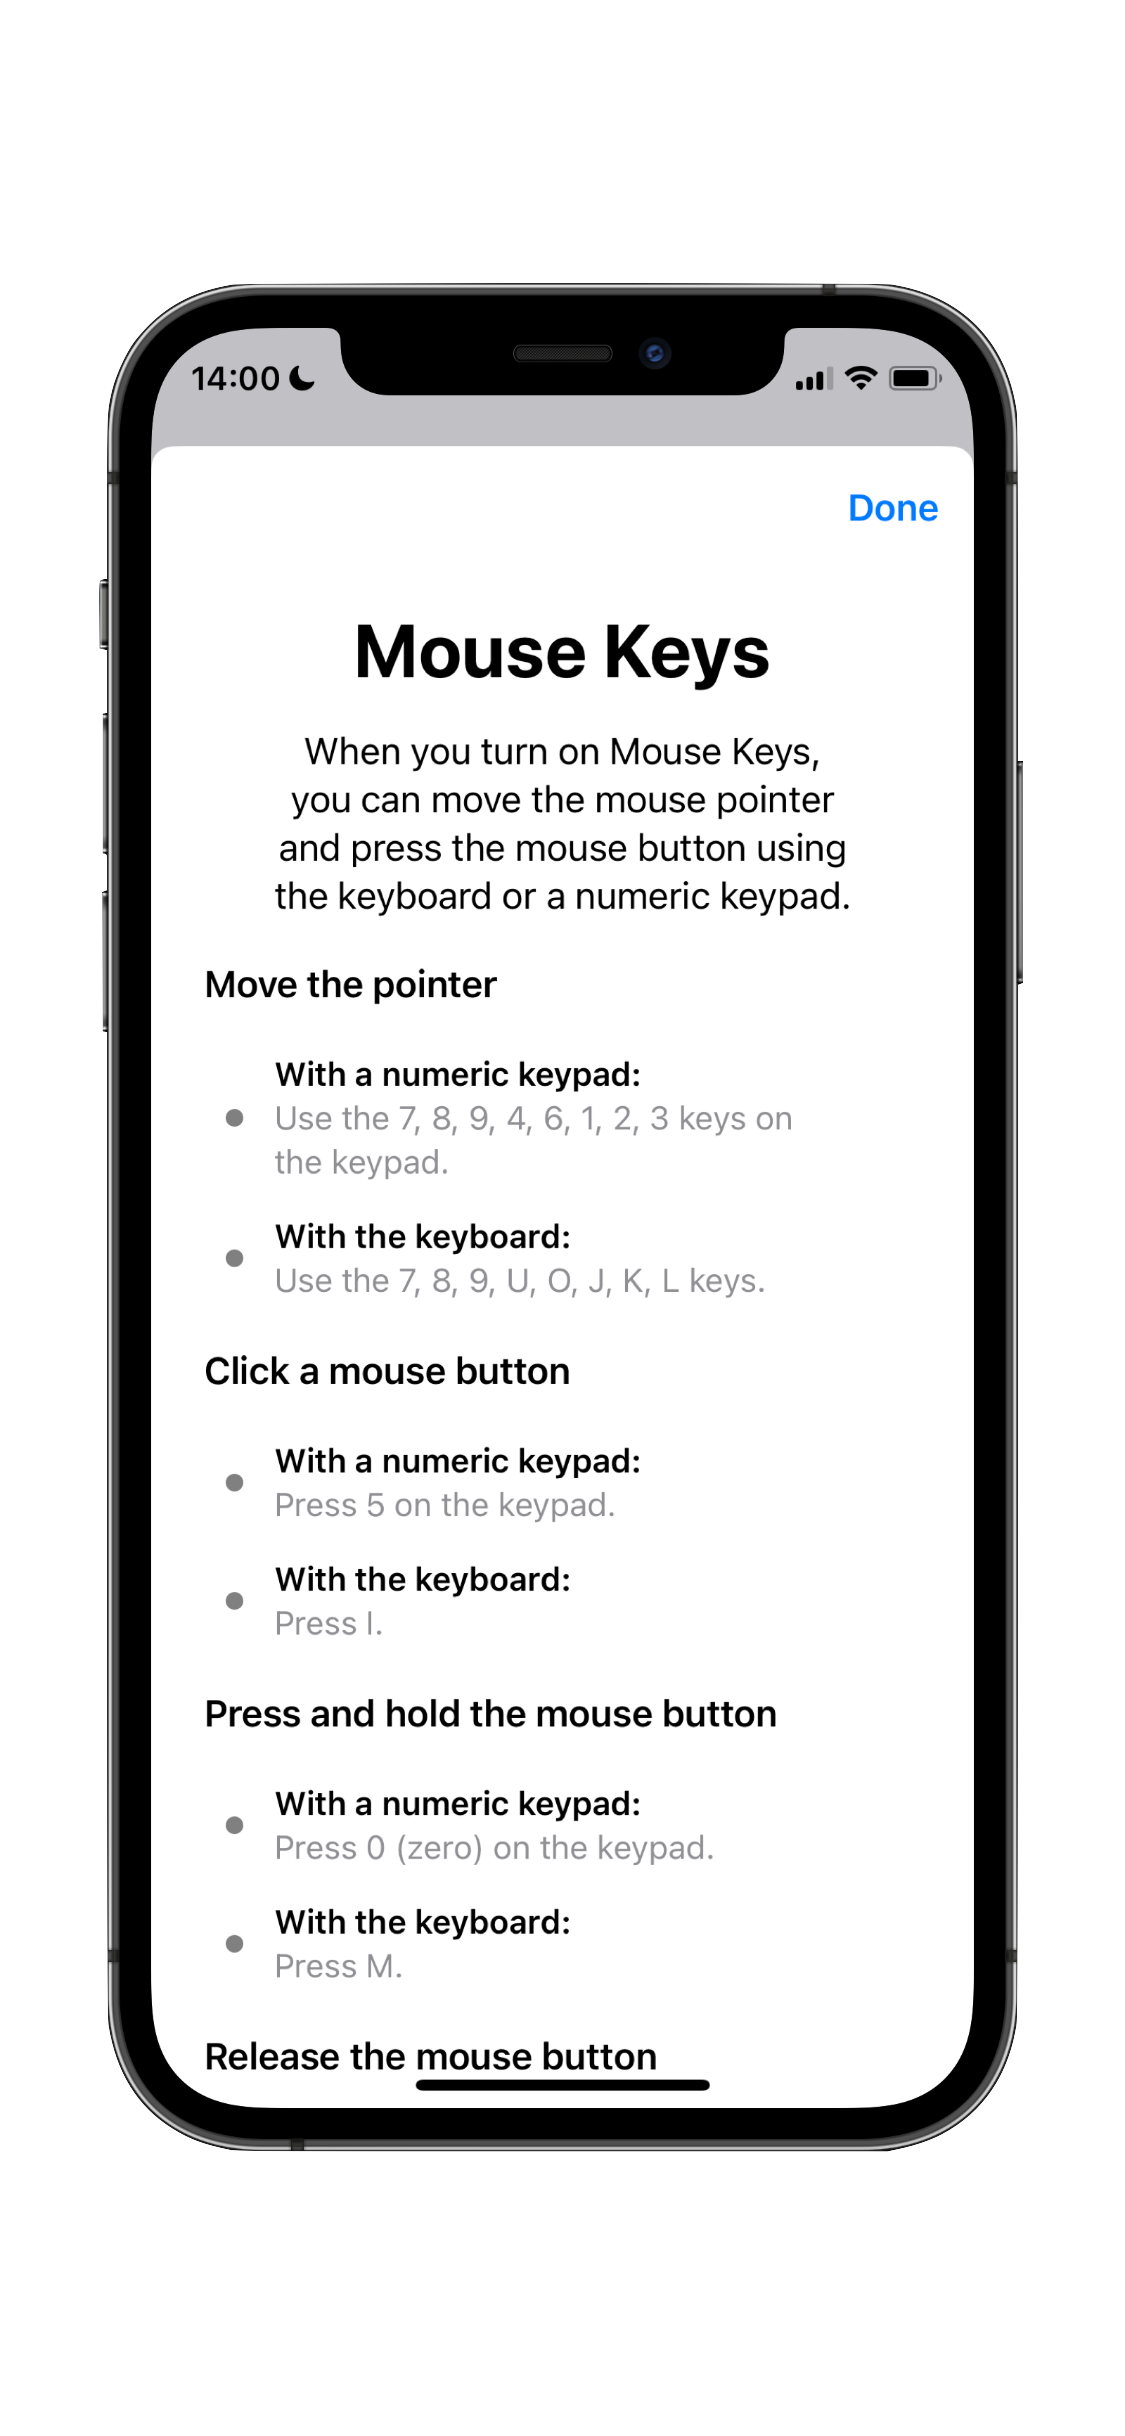 14:00
Done
Mouse Keys
When you turn on Mouse Keys,
you can move the mouse pointer
and press the mouse button using
the keyboard or a numeric keypad.
Move the pointer
With a numeric keypad:
Use the 7, 8, 9, 4, 6, 1, 2, 3 keys on
the keypad.
With the keyboard:
Use the 7, 8, 9, U, O, J, K, L keys.
Click a mouse button
With a numeric keypad:
Press 5 on the keypad.
With the keyboard:
Press I.
Press and hold the mouse button
With a numeric keypad:
Press 0 (zero) on the keypad.
With the keyboard:
Press M.
Release the mouse button